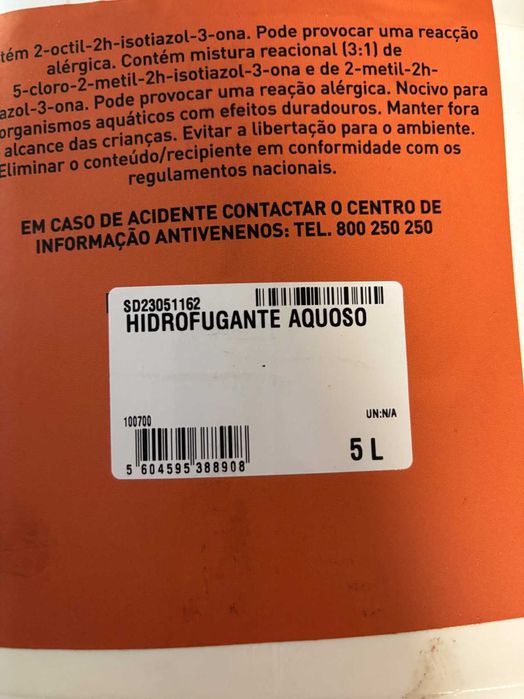 2-octil-2h-isotiazol-3-ona. Pode provocar uma reacção
alérgica. Contém mistura reacional (3:1) de
5-cloro-2-metil-2h-isotiazol-3-ona e de 2-metil-2h-
-3-ona. Pode provocar uma reação alérgica. Nocivo para
organismos aquáticos com efeitos duradouros. Manter fora
alcance das crianças. Evitar a libertação para o ambiente.
Eliminar o conteúdo/recipiente em conformidade com os
regulamentos nacionais.
EM CASO DE ACIDENTE CONTACTAR O CENTRO DE
INFORMAÇÃO ANTIVENENOS: TEL. 800 250 250
SD23051162
HIDROFUGANTE AQUOSO
100700
UN:N/A
5 604595 388908
5 L